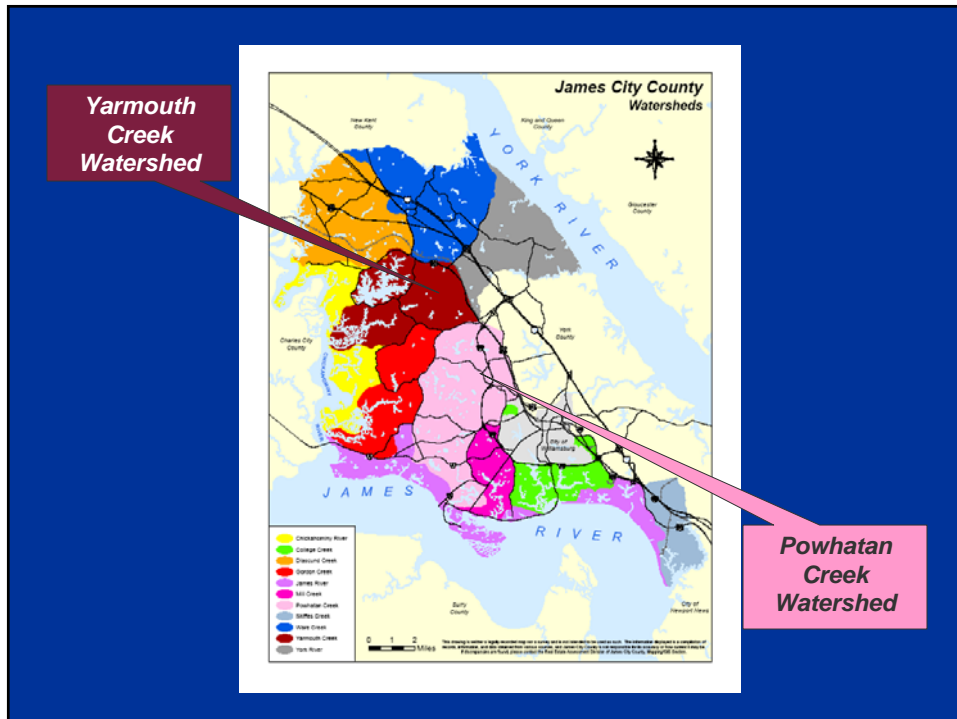 Yarmouth
Creek
Watershed
James City County
Watersheds
New Kent
County
King and Queen
County
YORK RIVER
Gloucester
County
York
County
Charles City
County
City of
Williamsburg
JAMES RIVER
Surry
County
City of
Newport News
Chickahominy River
College Creek
Diascund Creek
Gordon Creek
James River
Mill Creek
Powhatan Creek
Skiffes Creek
Ware Creek
Yarmouth Creek
York River
0 1 2
Miles
Powhatan
Creek
Watershed